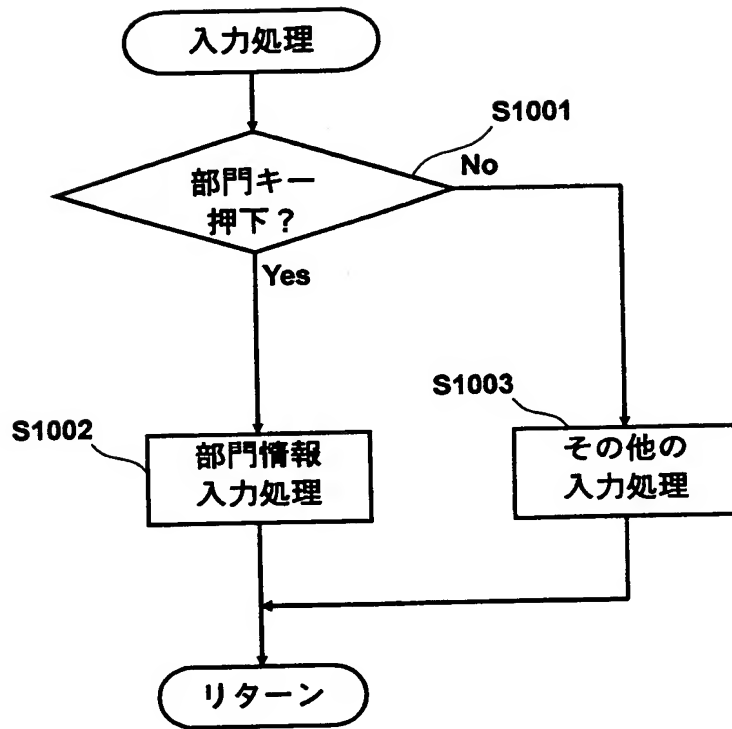 入力処理
S1001
部門キー
押下？
No
Yes
S1003
S1002
部門情報
入力処理
その他の
入力処理
リターン